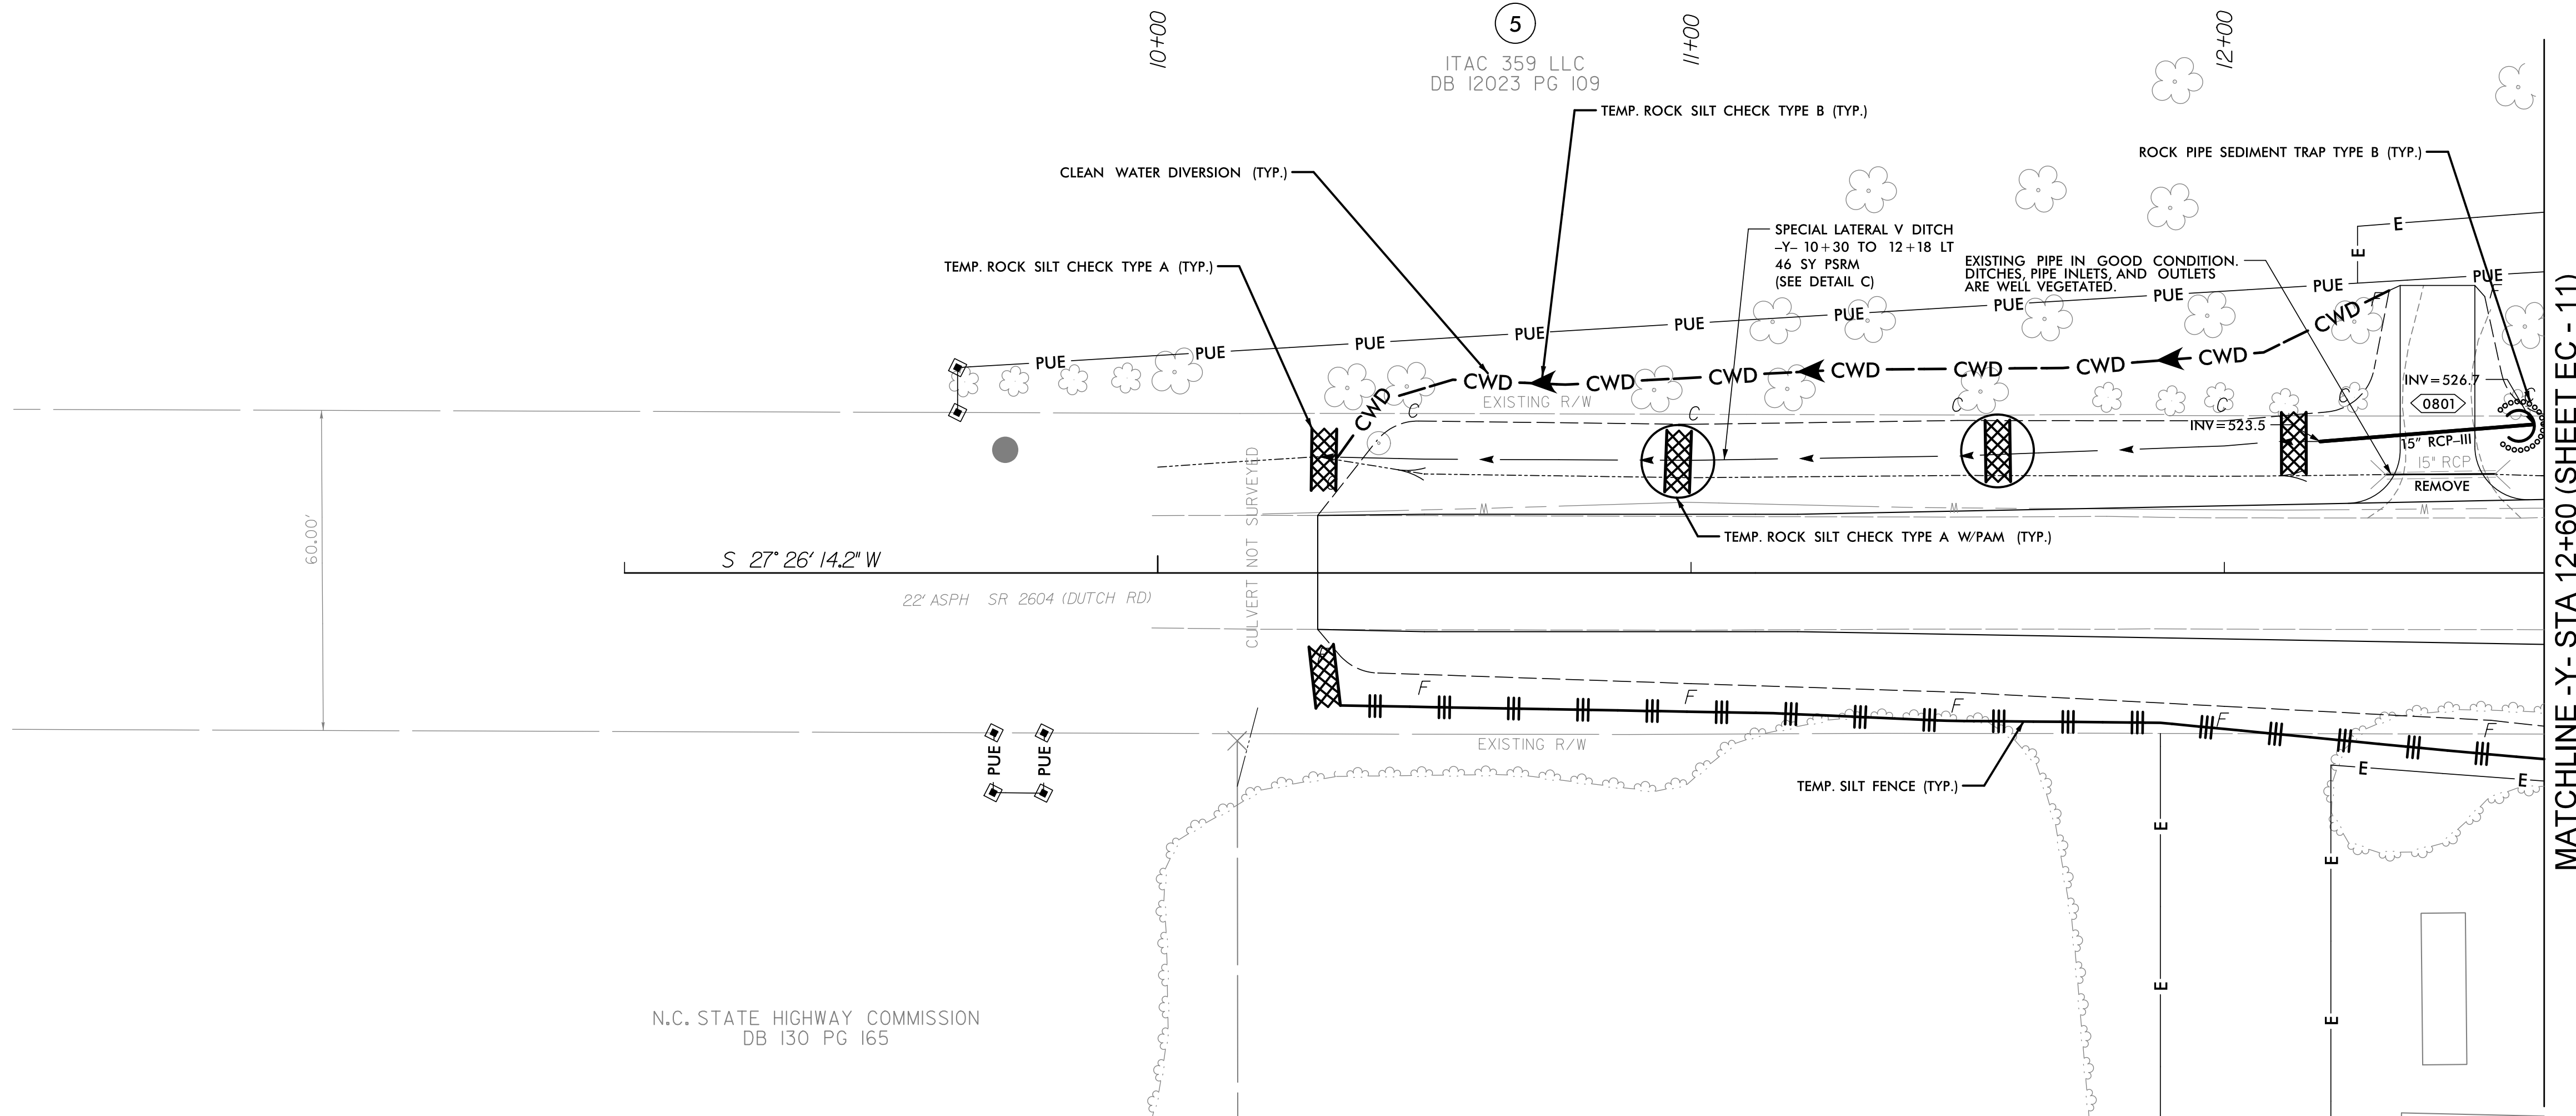 10+00
5
11+00
12+00
ITAC 359 LLC
DB 12023 PG 109
TEMP. ROCK SILT CHECK TYPE B (TYP.)
ROCK PIPE SEDIMENT TRAP TYPE B (TYP.)
CLEAN WATER DIVERSION (TYP.)
TEMP. ROCK SILT CHECK TYPE A (TYP.)
SPECIAL LATERAL V DITCH
-Y- 10+30 TO 12+18 LT
46 SY PSRM
(SEE DETAIL C)
EXISTING PIPE IN GOOD CONDITION.
DITCHES, PIPE INLETS, AND OUTLETS
ARE WELL VEGETATED.
E
E
PUE PUE PUE PUE PUE PUE PUE PUE PUE PUE
F F
CWD CWD CWD CWD CWD CWD CWD CWD CWD
EXISTING R/W
C C C C C C
INV=526.7
0801
INV=523.5
15" RCP-III
15" RCP
REMOVE
W W W
TEMP. ROCK SILT CHECK TYPE A W/PAM (TYP.)
CULVERT NOT SURVEYED
60.00'
S 27° 26' 14.2" W
22' ASPH SR 2604 (DUTCH RD)
F F F F F F
EXISTING R/W
PUE PUE
TEMP. SILT FENCE (TYP.)
E E
E E
E E
N.C. STATE HIGHWAY COMMISSION
DB 130 PG 165
MATCHLINE -Y- STA 12+60 (SHEET EC - 11)